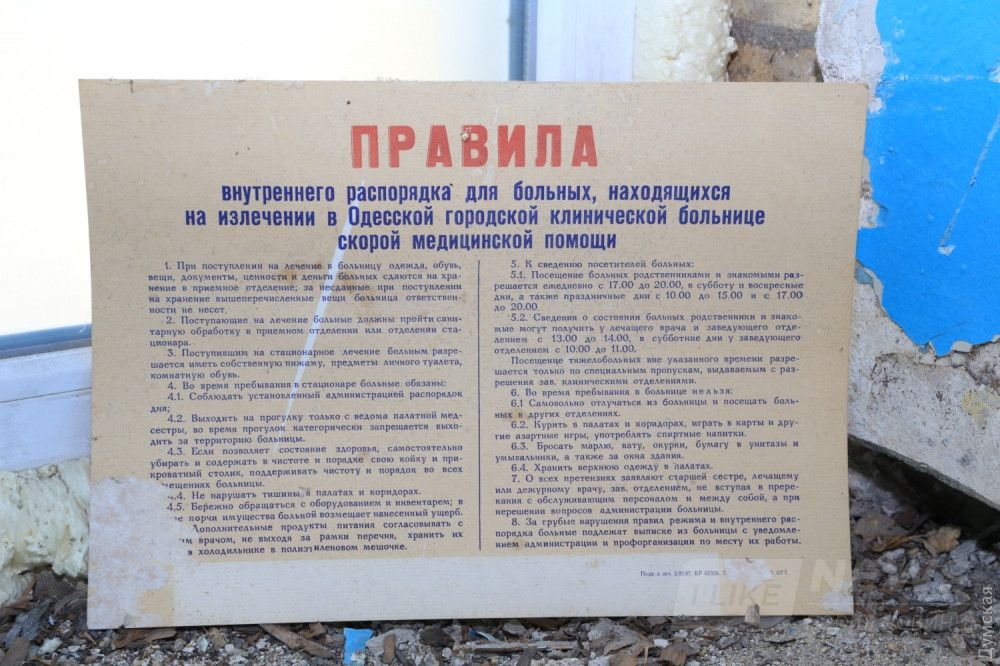 ПРАВИЛА
внутреннего распорядка для больных, находящихся
на излечении в Одесской городской клинической больнице
скорой медицинской помощи
1. При поступлении на лечение в больницу одежда, обувь,
вещи, документы, ценности и деньги больных сдаются на хра-
нение в приемное отделение; за несданные при поступлении
на хранение вышеперечисленные вещи больница ответствен-
ности не несет.
2. Поступающие на лечение больные должны пройти сани-
тарную обработку в приемном отделении или отделении ста-
ционара.
3. Поступившим на стационарное лечение больным разре-
шается иметь собственную пижаму, предметы личного туалета,
комнатную обувь.
4. Во время пребывания в стационаре больные обязаны:
4.1. Соблюдать установленный администрацией распорядок
дня;
4.2. Выходить на прогулку только с ведома палатной мед-
сестры, во время прогулок категорически запрещается выхо-
дить за территорию больницы.
4.3. Если позволяет состояние здоровья, самостоятельно
убирать и содержать в чистоте и порядке свою койку и при-
кроватный столик, поддерживать чистоту и порядок во всех
мещениях больницы.
4.4. Не нарушать тишины в палатах и коридорах.
4.5. Бережно обращаться с оборудованием и инвентарем; в
порчи имущества больной возмещает нанесенный ущерб.
Дополнительные продукты питания согласовывать с
врачом, не выходя за рамки перечня, хранить их
в холодильнике в полиэтиленовом мешочке.
5. К сведению посетителей больных:
5.1. Посещение больных родственниками и знакомыми раз-
решается ежедневно с 17.00 до 20.00, в субботу и воскресные
дни, а также праздничные дни с 10.00 до 15.00 и с 17.00
до 20.00.
5.2. Сведения о состоянии больных родственники и знако-
мые могут получить у лечащего врача и заведующего отде-
лением с 13.00 до 14.00, в субботние дни у заведующего
отделением с 10.00 до 11.00.
Посещение тяжелобольных вне указанного времени разре-
шается только по специальным пропускам, выдаваемым с раз-
решения зав. клиническими отделениями.
6. Во время пребывания в больнице нельзя:
6.1 Самовольно отлучаться из больницы и посещать боль-
ных в других отделениях.
6.2. Курить в палатах и коридорах, играть в карты и дру-
гие азартные игры, употреблять спиртные напитки.
6.3. Бросать марлю, вату, окурки, бумагу в унитазы и
умывальники, а также за окна здания.
6.4. Хранить верхнюю одежду в палатах.
7. О всех претензиях заявляют старшей сестре, лечащему
или дежурному врачу, зав. отделением, не вступая в пре-
кания с обслуживающим персоналом и между собой, а при
нерешении вопросов администрации больницы.
8. За грубые нарушения правил режима и внутреннего рас-
порядка больные подлежат выписке из больницы с уведомле-
нием администрации и профорганизации по месту их работы.
Подп. к печ.
I LIKE NEWS
Думская